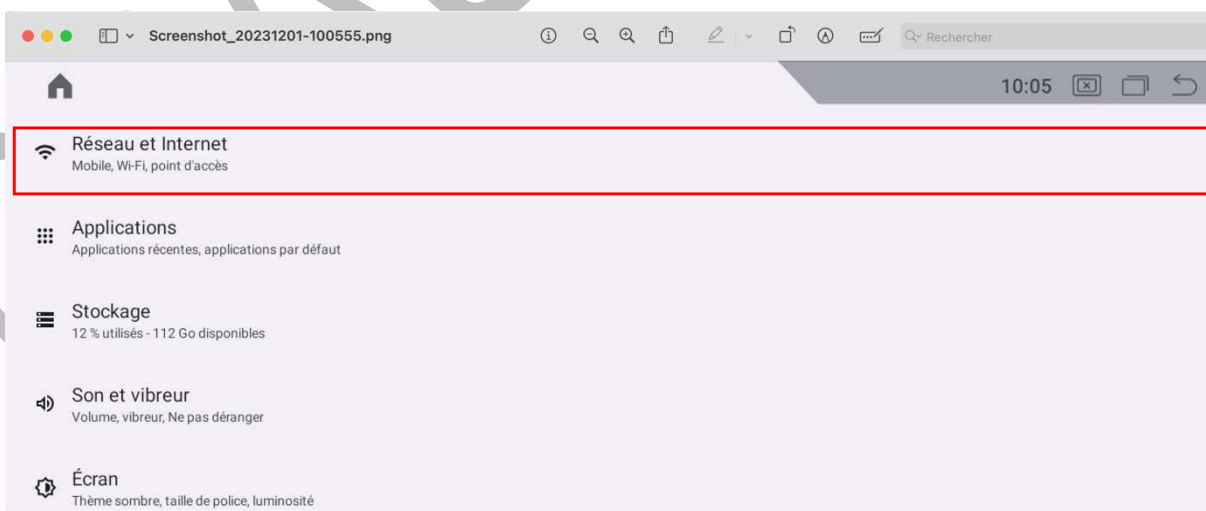 Screenshot_20231201-100555.png
Rechercher
10:05
Réseau et Internet
Mobile, Wi-Fi, point d'accès
Applications
Applications récentes, applications par défaut
Stockage
12 % utilisés - 112 Go disponibles
Son et vibreur
Volume, vibreur, Ne pas déranger
Écran
Thème sombre, taille de police, luminosité